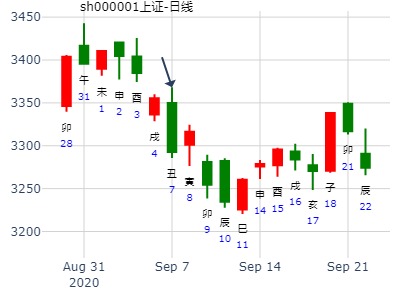 sh000001上证-日线
3450
3400
3350
3300
3250
3200
卯
28
午
31
未
1
申
2
酉
3
戌
4
丑
7
寅
8
卯
9
辰
10
巳
11
申
14
酉
15
戌
16
亥
17
子
18
卯
21
辰
22
Aug 31
2020
Sep 7
Sep 14
Sep 21